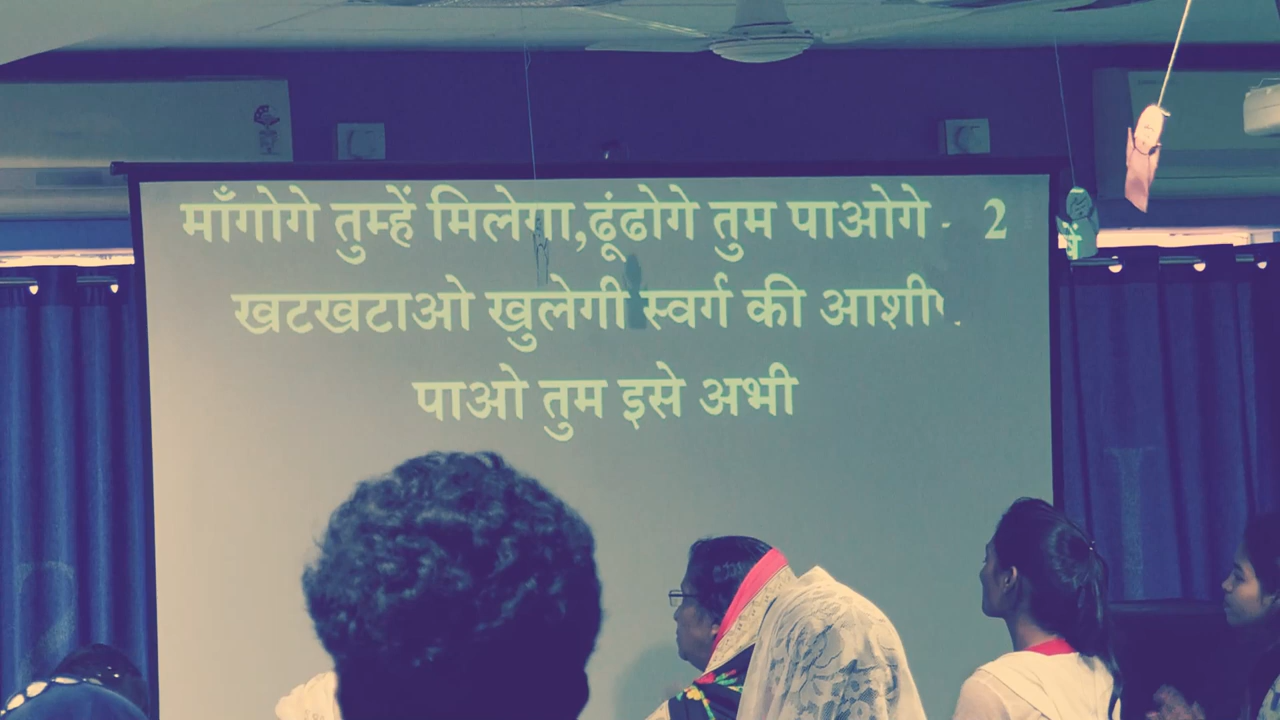 माँगोगे तुम्हें मिलेगा,ढूंढोगे तुम पाओगे - 2
खटखटाओ खुलेगी स्वर्ग की
पाओ तुम इसे अभी